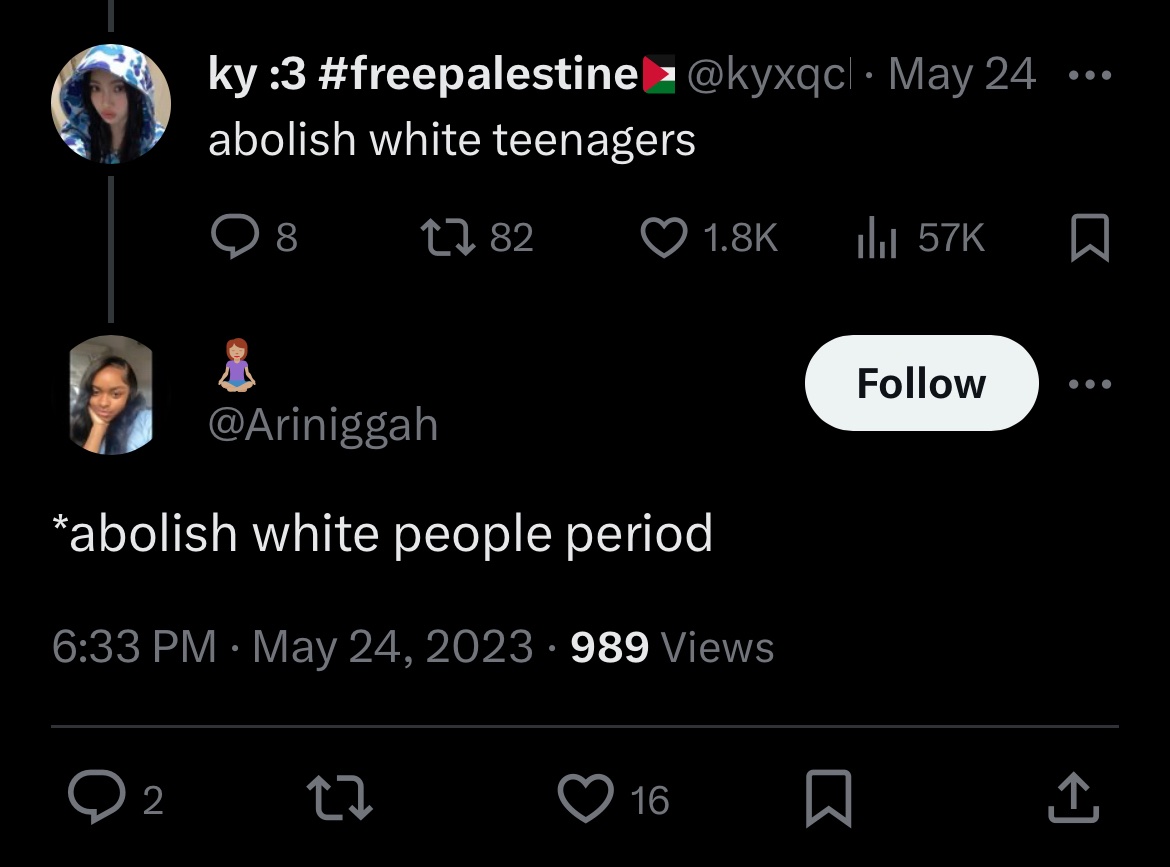 ky :3 #freepalestine🇵🇸 @kyxqc · May 24
abolish white teenagers
8 82 1.8K 57K
🧘🏼‍♀️ Follow
@Ariniggah
*abolish white people period
6:33 PM · May 24, 2023 · 989 Views
2 16